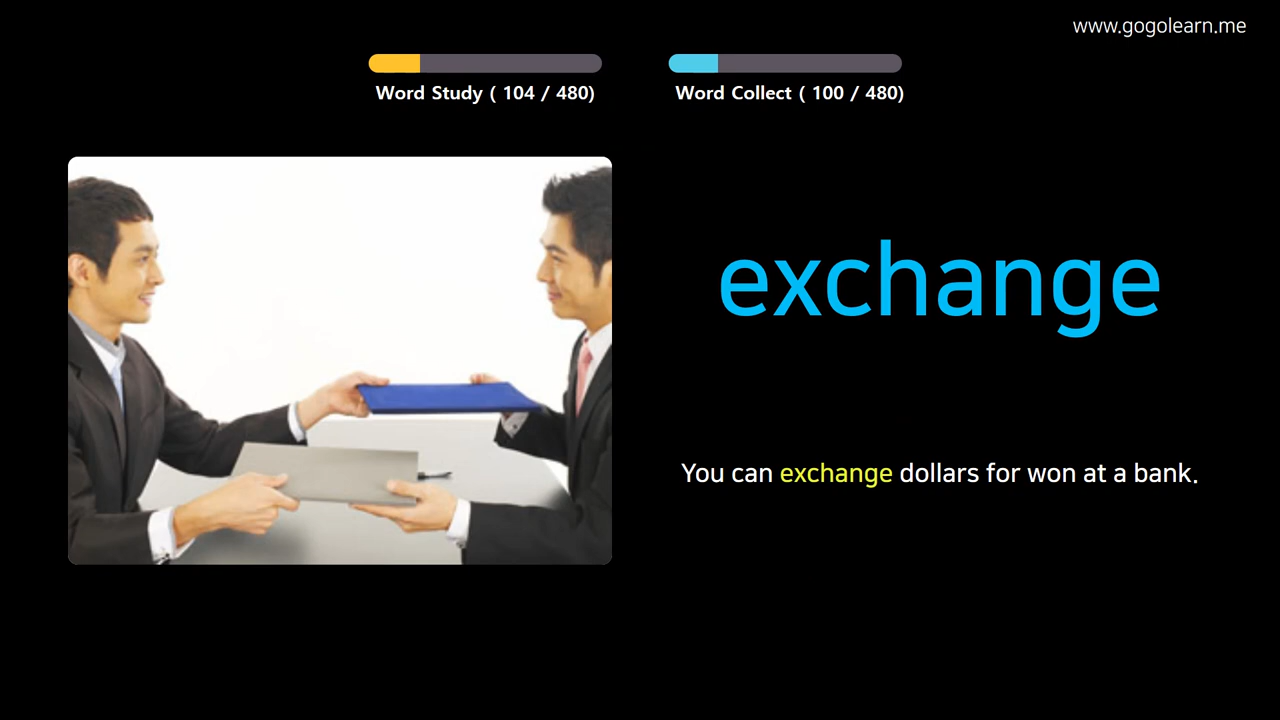 www.gogolearn.me
Word Study ( 104 / 480)
Word Collect ( 100 / 480)
exchange
You can exchange dollars for won at a bank.